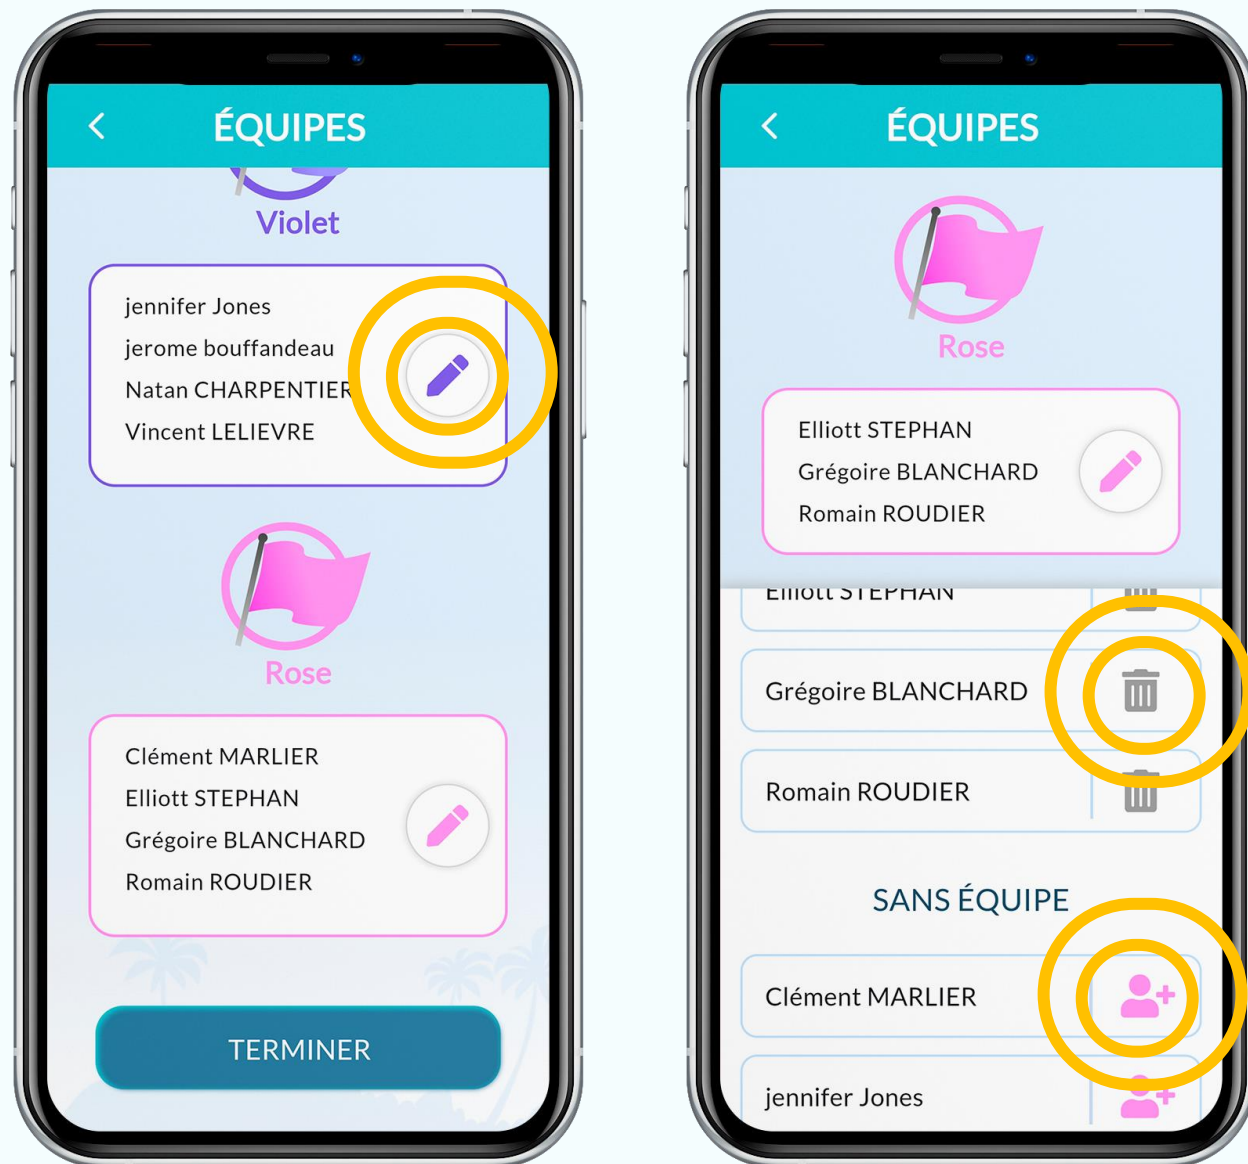 ÉQUIPES
Violet
jennifer Jones
jerome bouffandeau
Natan CHARPENTIER
Vincent LELIEVRE
Rose
Clément MARLIER
Elliott STEPHAN
Grégoire BLANCHARD
Romain ROUDIER
TERMINER
ÉQUIPES
Rose
Elliott STEPHAN
Grégoire BLANCHARD
Romain ROUDIER
Elliott STEPHAN
Grégoire BLANCHARD
Romain ROUDIER
SANS ÉQUIPE
Clément MARLIER
jennifer Jones